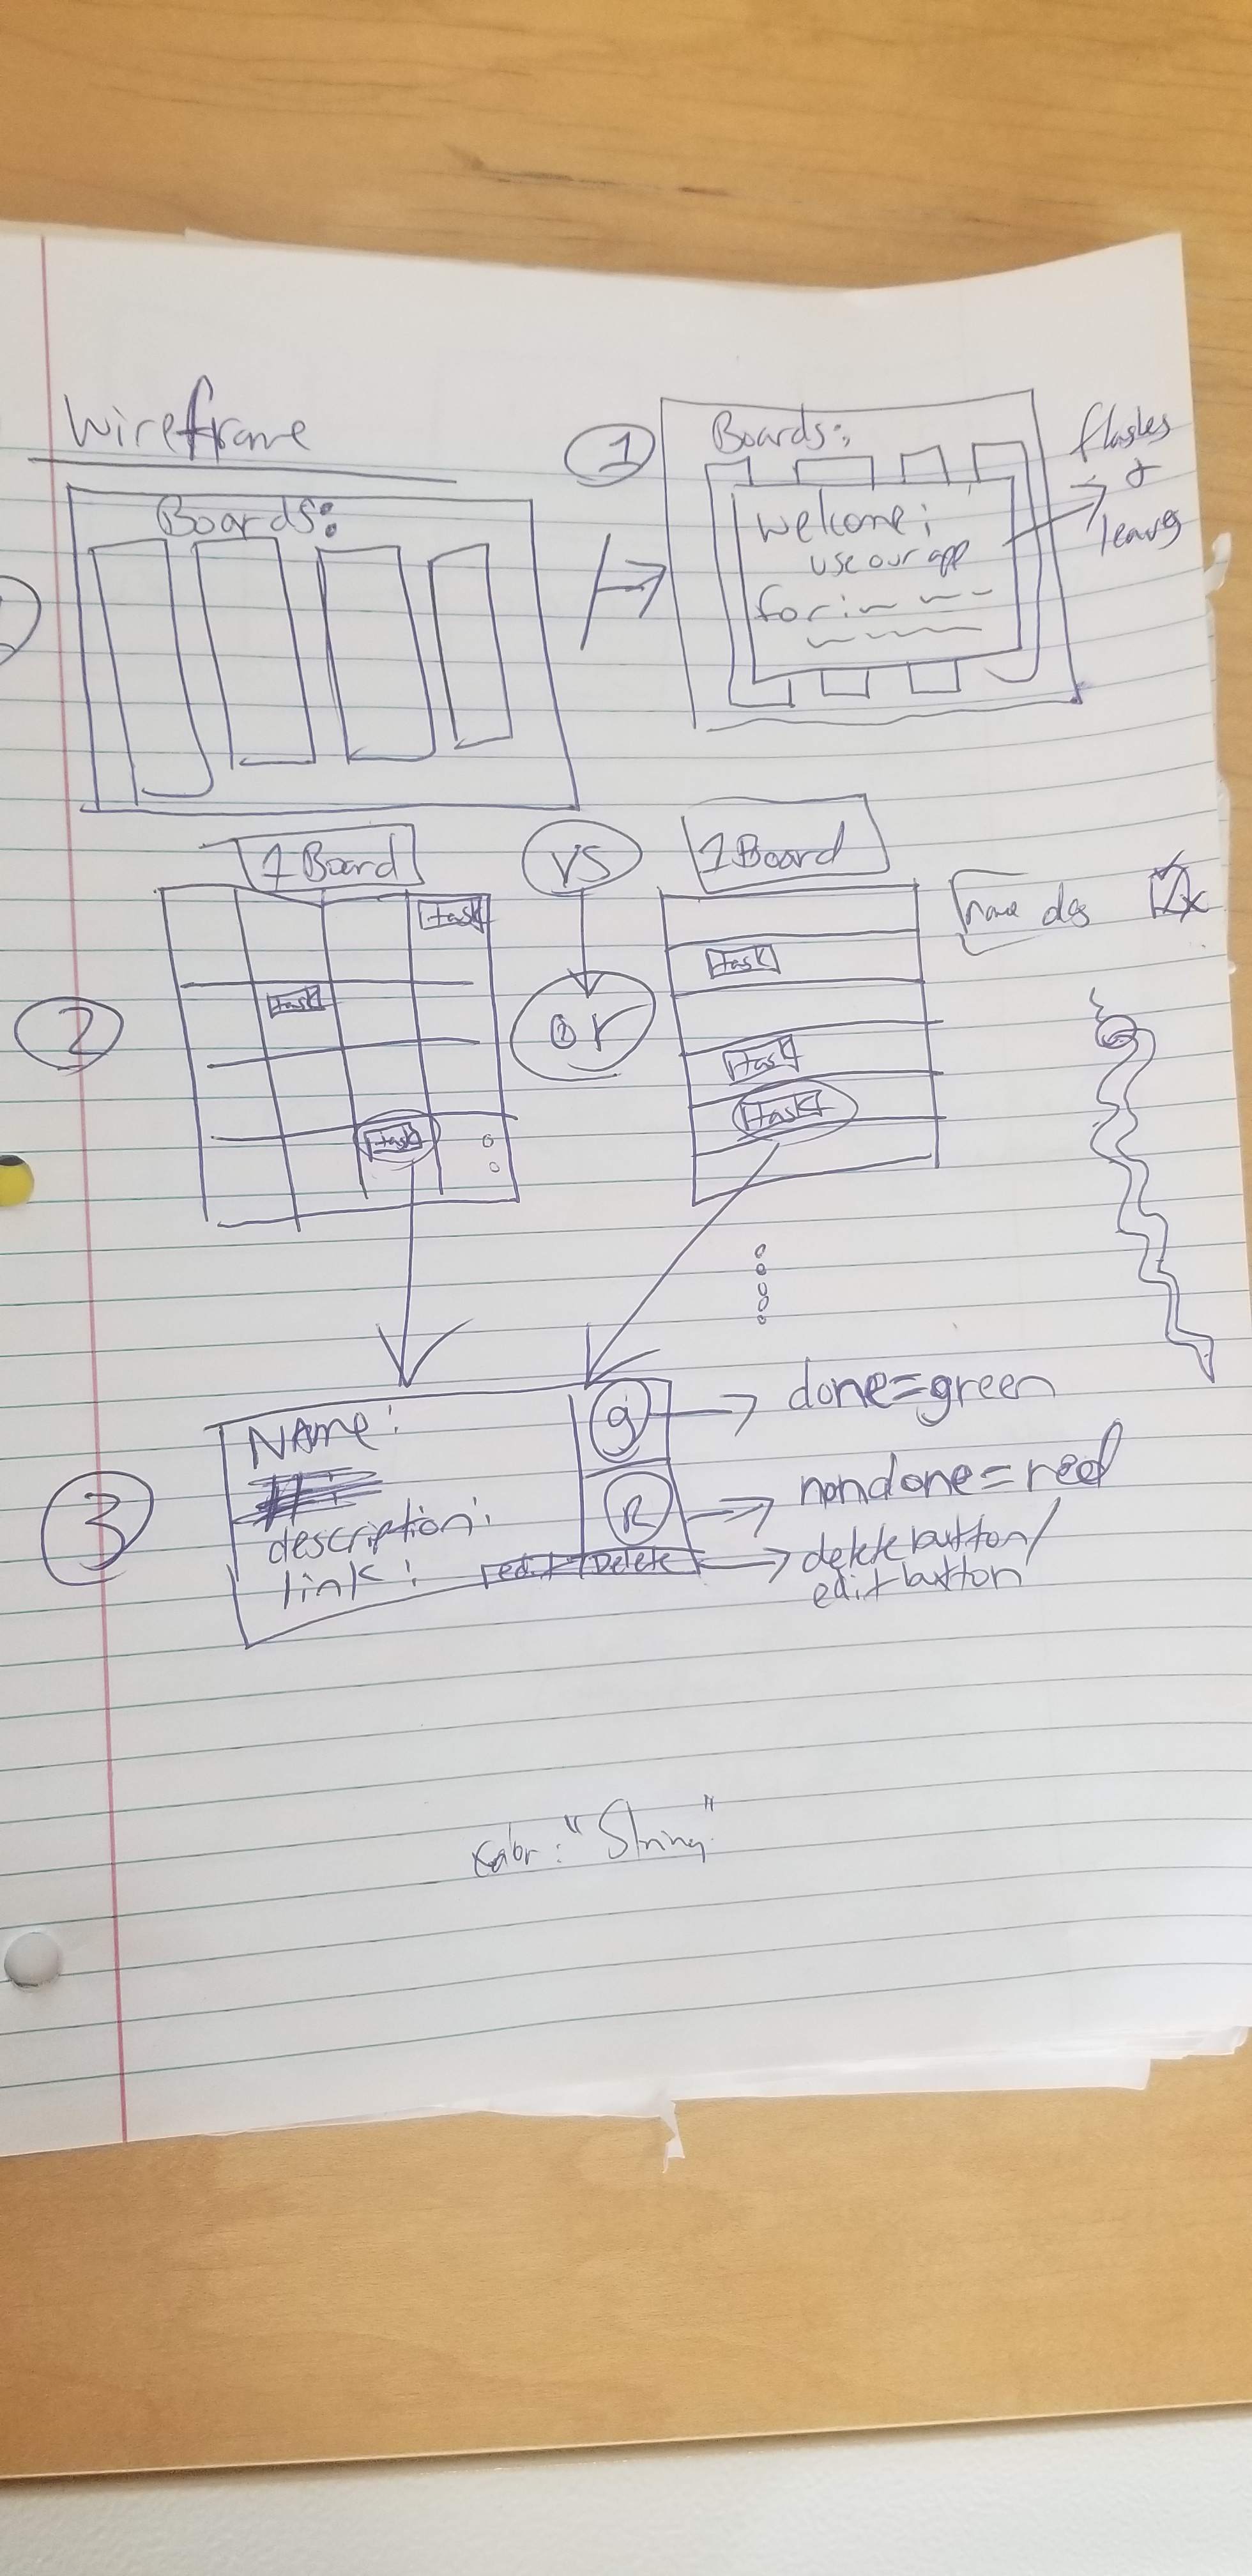 Wireframe
Boards:
1
Boards:
welcome;
use our app
for:
flashes
&
leaves
1 Board
task
task
task
VS
or
1 Board
task
task
task
name des
2
3
NAme:
description:
link:
g
R
edit Delete
done=green
nondone=red
delete button/
edit button
"String"